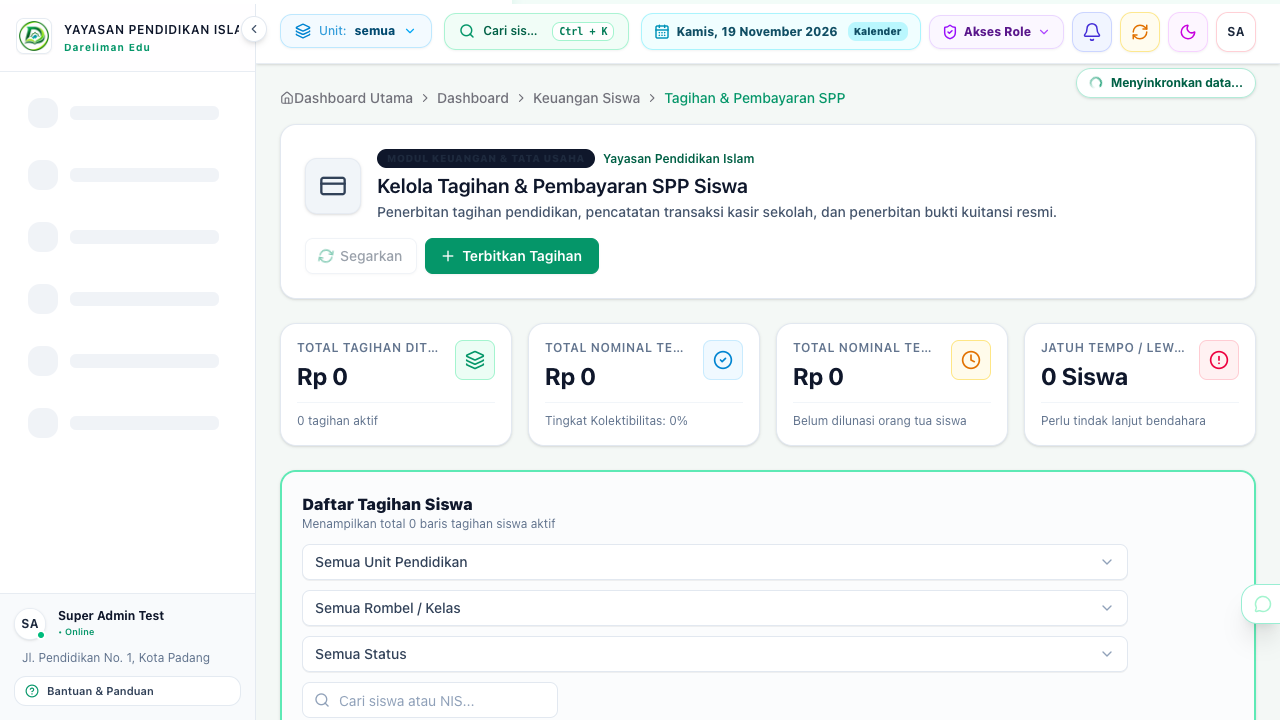 YAYASAN PENDIDIKAN ISLA
Dareliman Edu
Unit: semua
Cari sis...
Ctrl + K
Kamis, 19 November 2026
Kalender
Akses Role
SA
Menyinkronkan data...
Dashboard Utama > Dashboard > Keuangan Siswa > Tagihan & Pembayaran SPP
MODUL KEUANGAN & TATA USAHA
Yayasan Pendidikan Islam
Kelola Tagihan & Pembayaran SPP Siswa
Penerbitan tagihan pendidikan, pencatatan transaksi kasir sekolah, dan penerbitan bukti kuitansi resmi.
Segarkan
+ Terbitkan Tagihan
TOTAL TAGIHAN DIT...
Rp 0
0 tagihan aktif
TOTAL NOMINAL TE...
Rp 0
Tingkat Kolektibilitas: 0%
TOTAL NOMINAL TE...
Rp 0
Belum dilunasi orang tua siswa
JATUH TEMPO / LEW...
0 Siswa
Perlu tindak lanjut bendahara
Daftar Tagihan Siswa
Menampilkan total 0 baris tagihan siswa aktif
Semua Unit Pendidikan
Semua Rombel / Kelas
Semua Status
Cari siswa atau NIS...
SA
Super Admin Test
• Online
Jl. Pendidikan No. 1, Kota Padang
Bantuan & Panduan